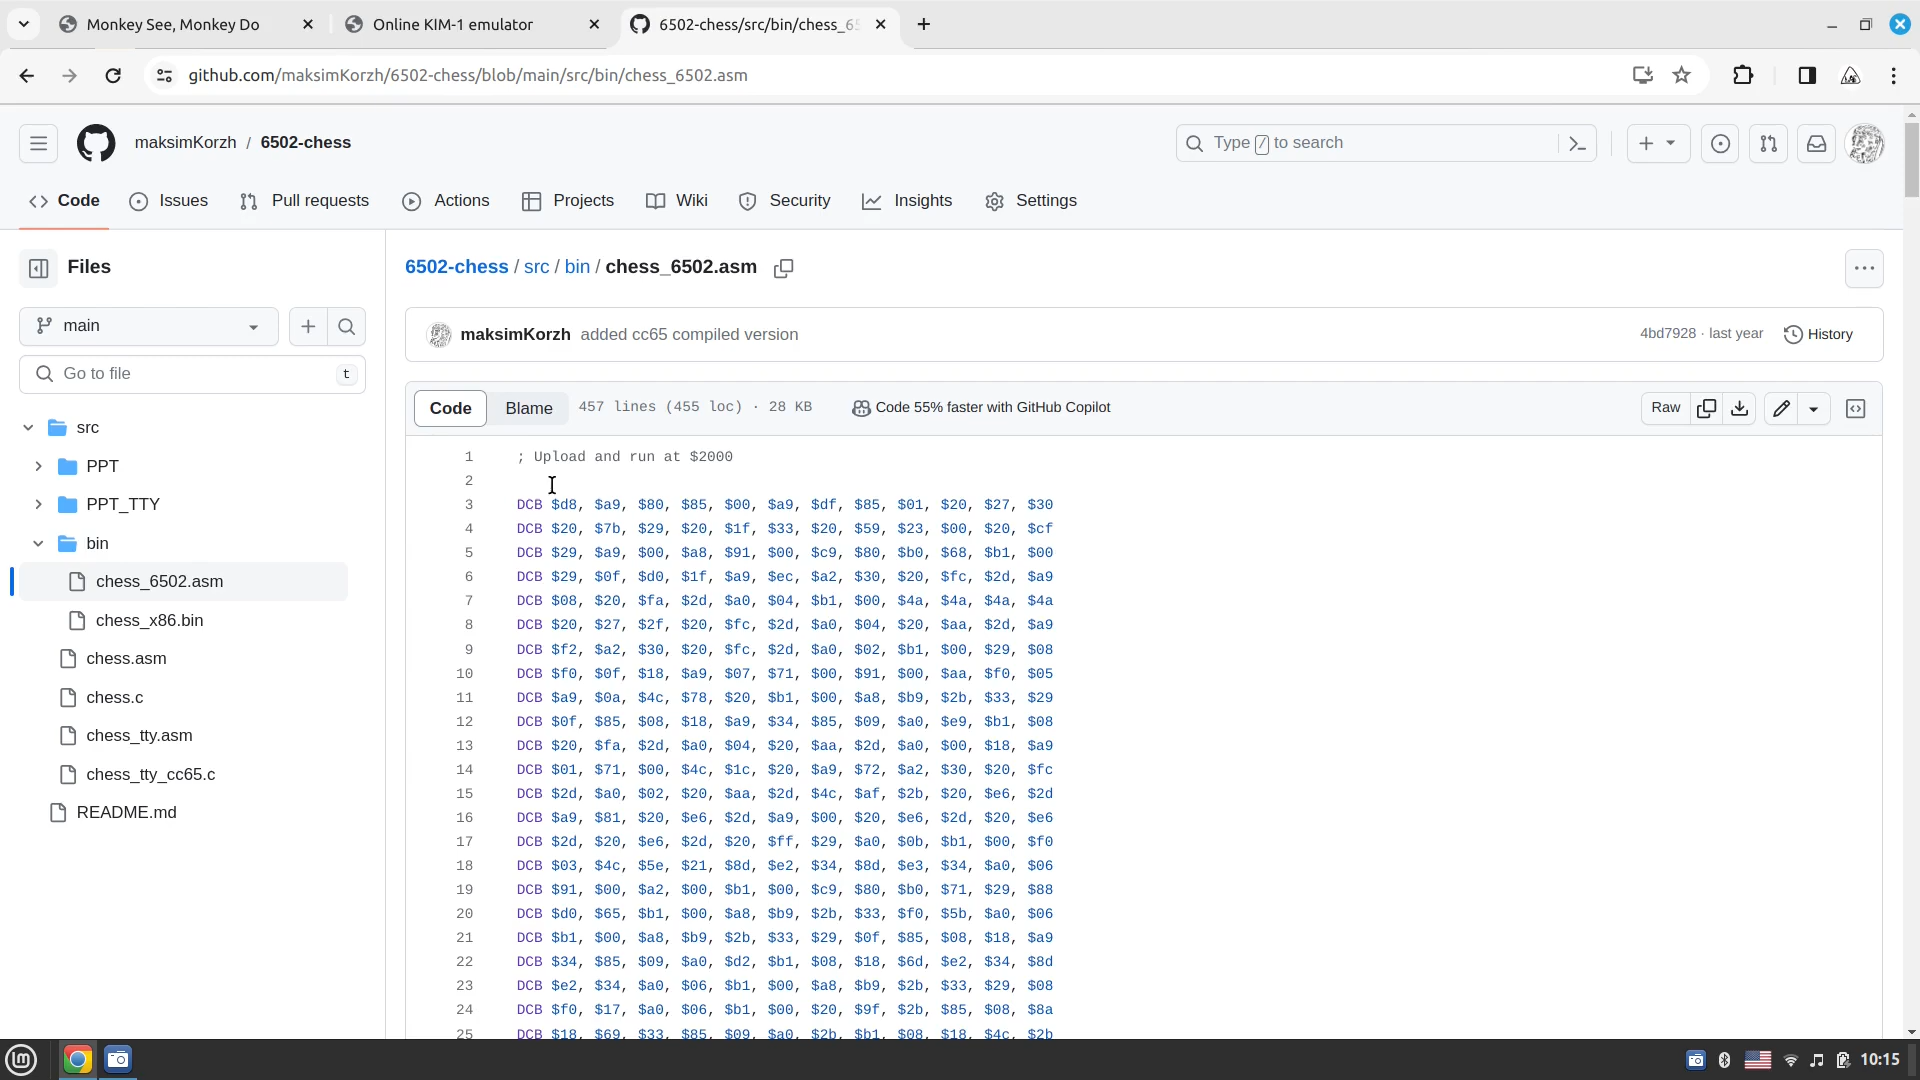 Monkey See, Monkey Do
Online KIM-1 emulator
6502-chess/src/bin/chess_65
github.com/maksimKorzh/6502-chess/blob/main/src/bin/chess_6502.asm
maksimKorzh / 6502-chess
Type / to search
Code
Issues
Pull requests
Actions
Projects
Wiki
Security
Insights
Settings
Files
main
Go to file
t
src
PPT
PPT_TTY
bin
chess_6502.asm
chess_x86.bin
chess.asm
chess.c
chess_tty.asm
chess_tty_cc65.c
README.md
6502-chess / src / bin / chess_6502.asm
maksimKorzh added cc65 compiled version
4bd7928 · last year
History
Code
Blame
457 lines (455 loc) · 28 KB
Code 55% faster with GitHub Copilot
Raw
1 ; Upload and run at $2000
2
3 DCB $d8, $a9, $80, $85, $00, $a9, $df, $85, $01, $20, $27, $30
4 DCB $20, $7b, $29, $20, $1f, $33, $20, $59, $23, $00, $20, $cf
5 DCB $29, $a9, $00, $a8, $91, $00, $c9, $80, $b0, $68, $b1, $00
6 DCB $29, $0f, $d0, $1f, $a9, $ec, $a2, $30, $20, $fc, $2d, $a9
7 DCB $08, $20, $fa, $2d, $a0, $04, $b1, $00, $4a, $4a, $4a, $4a
8 DCB $20, $27, $2f, $20, $fc, $2d, $a0, $04, $20, $aa, $2d, $a9
9 DCB $f2, $a2, $30, $20, $fc, $2d, $a0, $02, $b1, $00, $29, $08
10 DCB $f0, $0f, $18, $a9, $07, $71, $00, $91, $00, $aa, $f0, $05
11 DCB $a9, $0a, $4c, $78, $20, $b1, $00, $a8, $b9, $2b, $33, $29
12 DCB $0f, $85, $08, $18, $a9, $34, $85, $09, $a0, $e9, $b1, $08
13 DCB $20, $fa, $2d, $a0, $04, $20, $aa, $2d, $a0, $00, $18, $a9
14 DCB $01, $71, $00, $4c, $1c, $20, $a9, $72, $a2, $30, $20, $fc
15 DCB $2d, $a0, $02, $20, $aa, $2d, $4c, $af, $2b, $20, $e6, $2d
16 DCB $a9, $81, $20, $e6, $2d, $a9, $00, $20, $e6, $2d, $20, $e6
17 DCB $2d, $20, $e6, $2d, $20, $ff, $29, $a0, $0b, $b1, $00, $f0
18 DCB $03, $4c, $5e, $21, $8d, $e2, $34, $8d, $e3, $34, $a0, $06
19 DCB $91, $00, $a2, $00, $b1, $00, $c9, $80, $b0, $71, $29, $88
20 DCB $d0, $65, $b1, $00, $a8, $b9, $2b, $33, $f0, $5b, $a0, $06
21 DCB $b1, $00, $a8, $b9, $2b, $33, $29, $0f, $85, $08, $18, $a9
22 DCB $34, $85, $09, $a0, $d2, $b1, $08, $18, $6d, $e2, $34, $8d
23 DCB $e2, $34, $a0, $06, $b1, $00, $a8, $b9, $2b, $33, $29, $08
24 DCB $f0, $17, $a0, $06, $b1, $00, $20, $9f, $2b, $85, $08, $8a
25 DCB $18, $69, $33, $85, $09, $a0, $2b, $b1, $08, $18, $4c, $2b
10:15